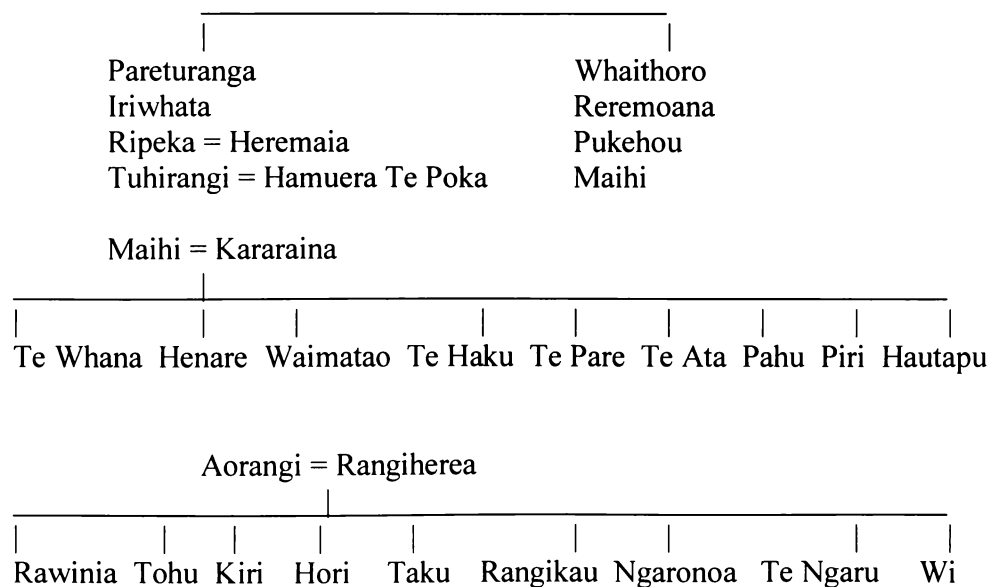 Pareturanga Whaithoro
Iriwhata Reremoana
Ripeka = Heremaia Pukehou
Tuhirangi = Hamuera Te Poka Maihi
Maihi = Kararaina
Te Whana Henare Waimatao Te Haku Te Pare Te Ata Pahu Piri Hautapu
Aorangi = Rangiherea
Rawinia Tohu Kiri Hori Taku Rangikau Ngaronoa Te Ngaru Wi